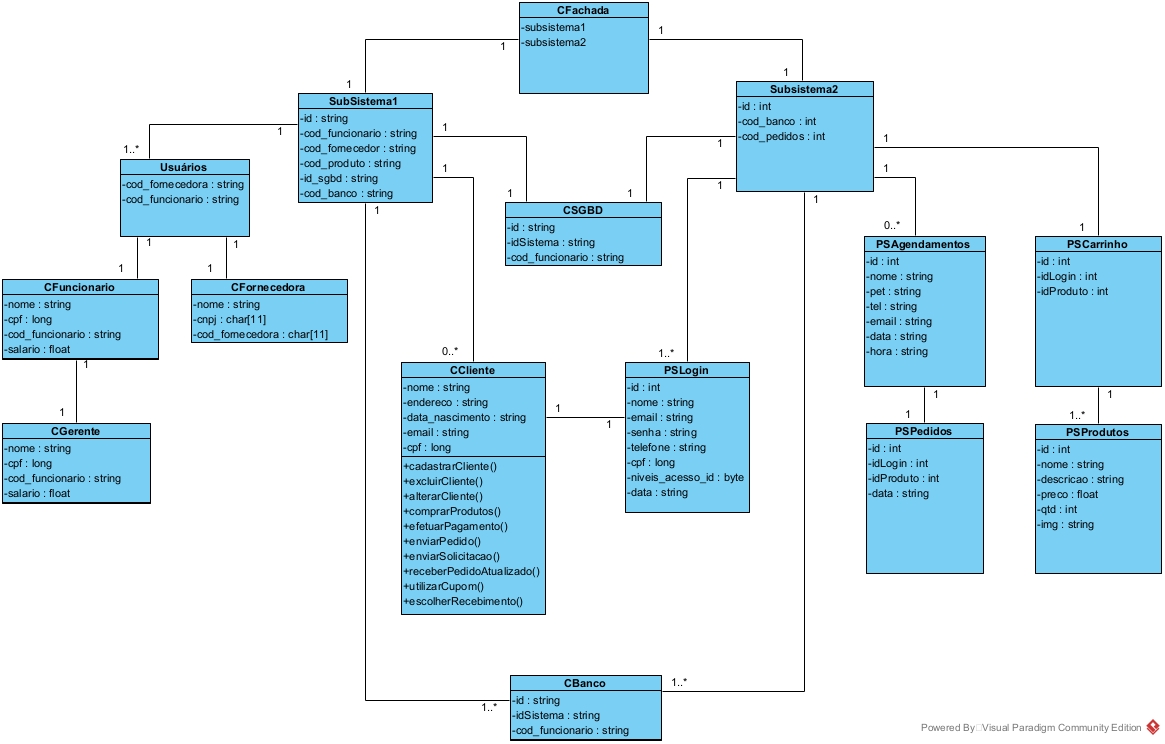 CFachada
-subsistema1
-subsistema2
1
1
1
1
SubSistema1
-id : string
-cod_funcionario : string
-cod_fornecedor : string
-cod_produto : string
-id_sgbd : string
-cod_banco : string
1
1
1
1
Subsistema2
-id : int
-cod_banco : int
-cod_pedidos : int
1
1
1
1
1
1..*
Usuários
-cod_fornecedora : string
-cod_funcionario : string
1
1
1
1
CSGBD
-id : string
-idSistema : string
-cod_funcionario : string
1
1
CFuncionario
-nome : string
-cpf : long
-cod_funcionario : string
-salario : float
1
1
CFornecedora
-nome : string
-cnpj : char[11]
-cod_fornecedora : char[11]
0..*
PSAgendamentos
-id : int
-nome : string
-pet : string
-tel : string
-email : string
-data : string
-hora : string
1
1
1
PSCarrinho
-id : int
-idLogin : int
-idProduto : int
1
1..*
CGerente
-nome : string
-cpf : long
-cod_funcionario : string
-salario : float
0..*
CCliente
-nome : string
-endereco : string
-data_nascimento : string
-email : string
-cpf : long
+cadastrarCliente()
+excluirCliente()
+alterarCliente()
+comprarProdutos()
+efetuarPagamento()
+enviarPedido()
+enviarSolicitacao()
+receberPedidoAtualizado()
+utilizarCupom()
+escolherRecebimento()
1
1
1..*
PSLogin
-id : int
-nome : string
-email : string
-senha : string
-telefone : string
-cpf : long
-niveis_acesso_id : byte
-data : string
PSPedidos
-id : int
-idLogin : int
-idProduto : int
-data : string
PSProdutos
-id : int
-nome : string
-descricao : string
-preco : float
-qtd : int
-img : string
1..*
1..*
CBanco
-id : string
-idSistema : string
-cod_funcionario : string
Powered By Visual Paradigm Community Edition